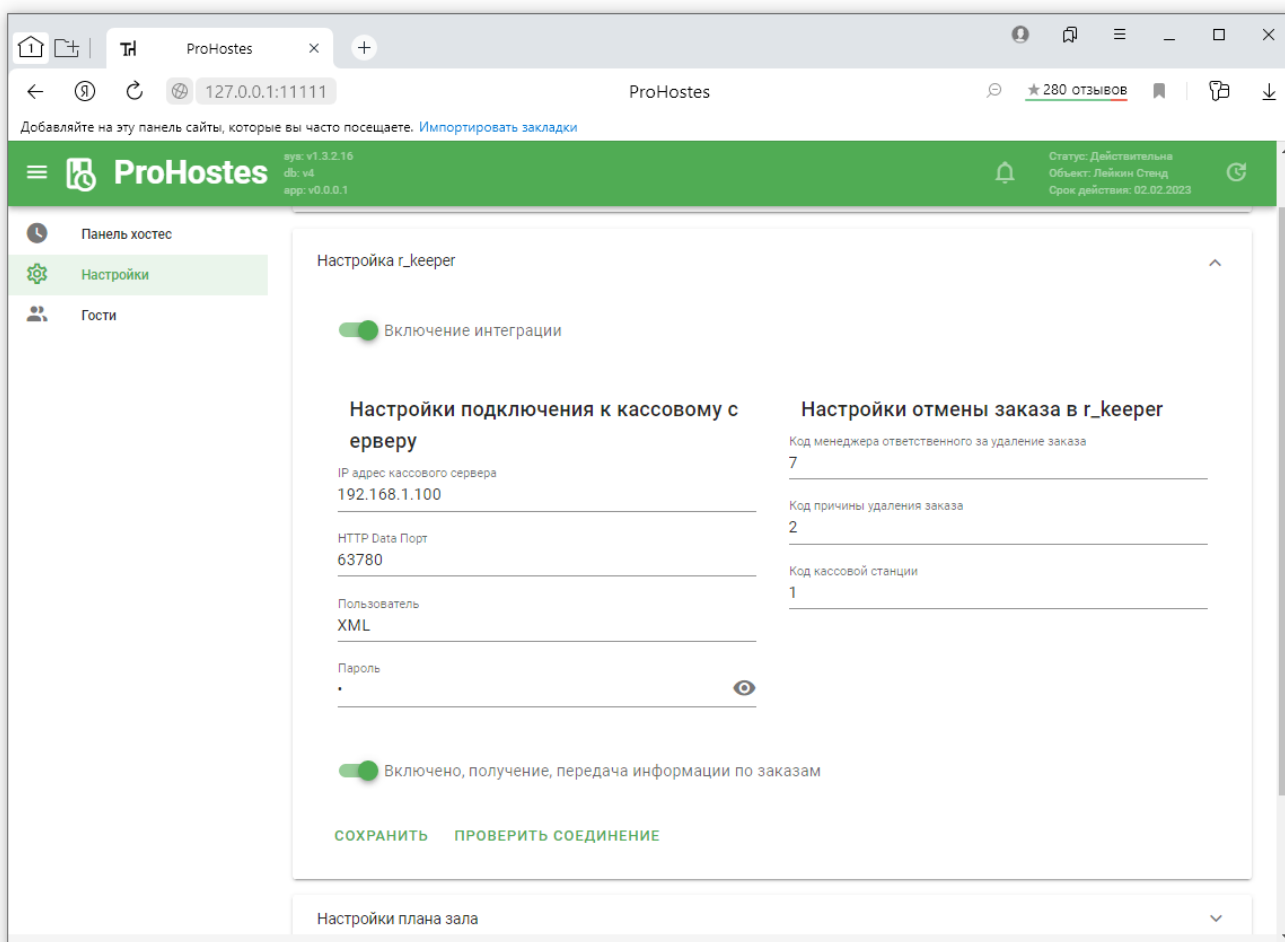 1
TH ProHostes
Я 127.0.0.1:11111 ProHostes 280 отзывов
Добавляйте на эту панель сайты, которые вы часто посещаете. Импортировать закладки
ProHostes
sys: v1.3.2.16
db: v4
app: v0.0.0.1
Статус: Действительна
Объект: Лейкин Стенд
Срок действия: 02.02.2023
Панель хостес
Настройки
Гости
Настройка r_keeper
Включение интеграции
Настройки подключения к кассовому с
ерверу
IP адрес кассового сервера
192.168.1.100
HTTP Data Порт
63780
Пользователь
XML
Пароль
•
Настройки отмены заказа в r_keeper
Код менеджера ответственного за удаление заказа
7
Код причины удаления заказа
2
Код кассовой станции
1
Включено, получение, передача информации по заказам
СОХРАНИТЬ ПРОВЕРИТЬ СОЕДИНЕНИЕ
Настройки плана зала